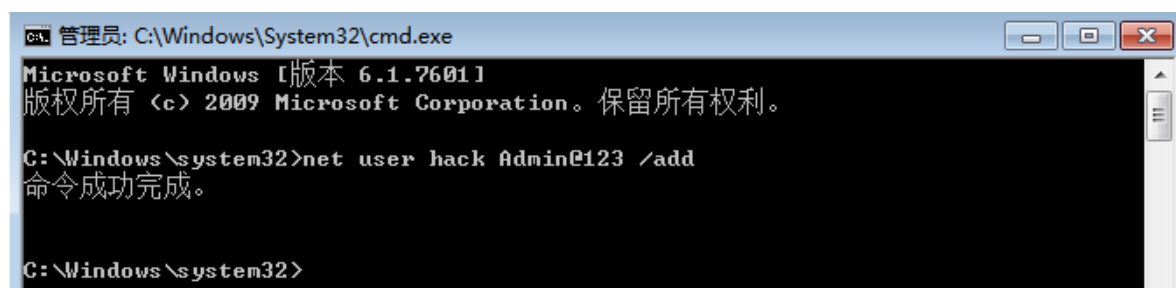 管理员: C:\Windows\System32\cmd.exe
Microsoft Windows [版本 6.1.7601]
版权所有 (c) 2009 Microsoft Corporation。保留所有权利。
C:\Windows\system32>net user hack Admin@123 /add
命令成功完成。
C:\Windows\system32>